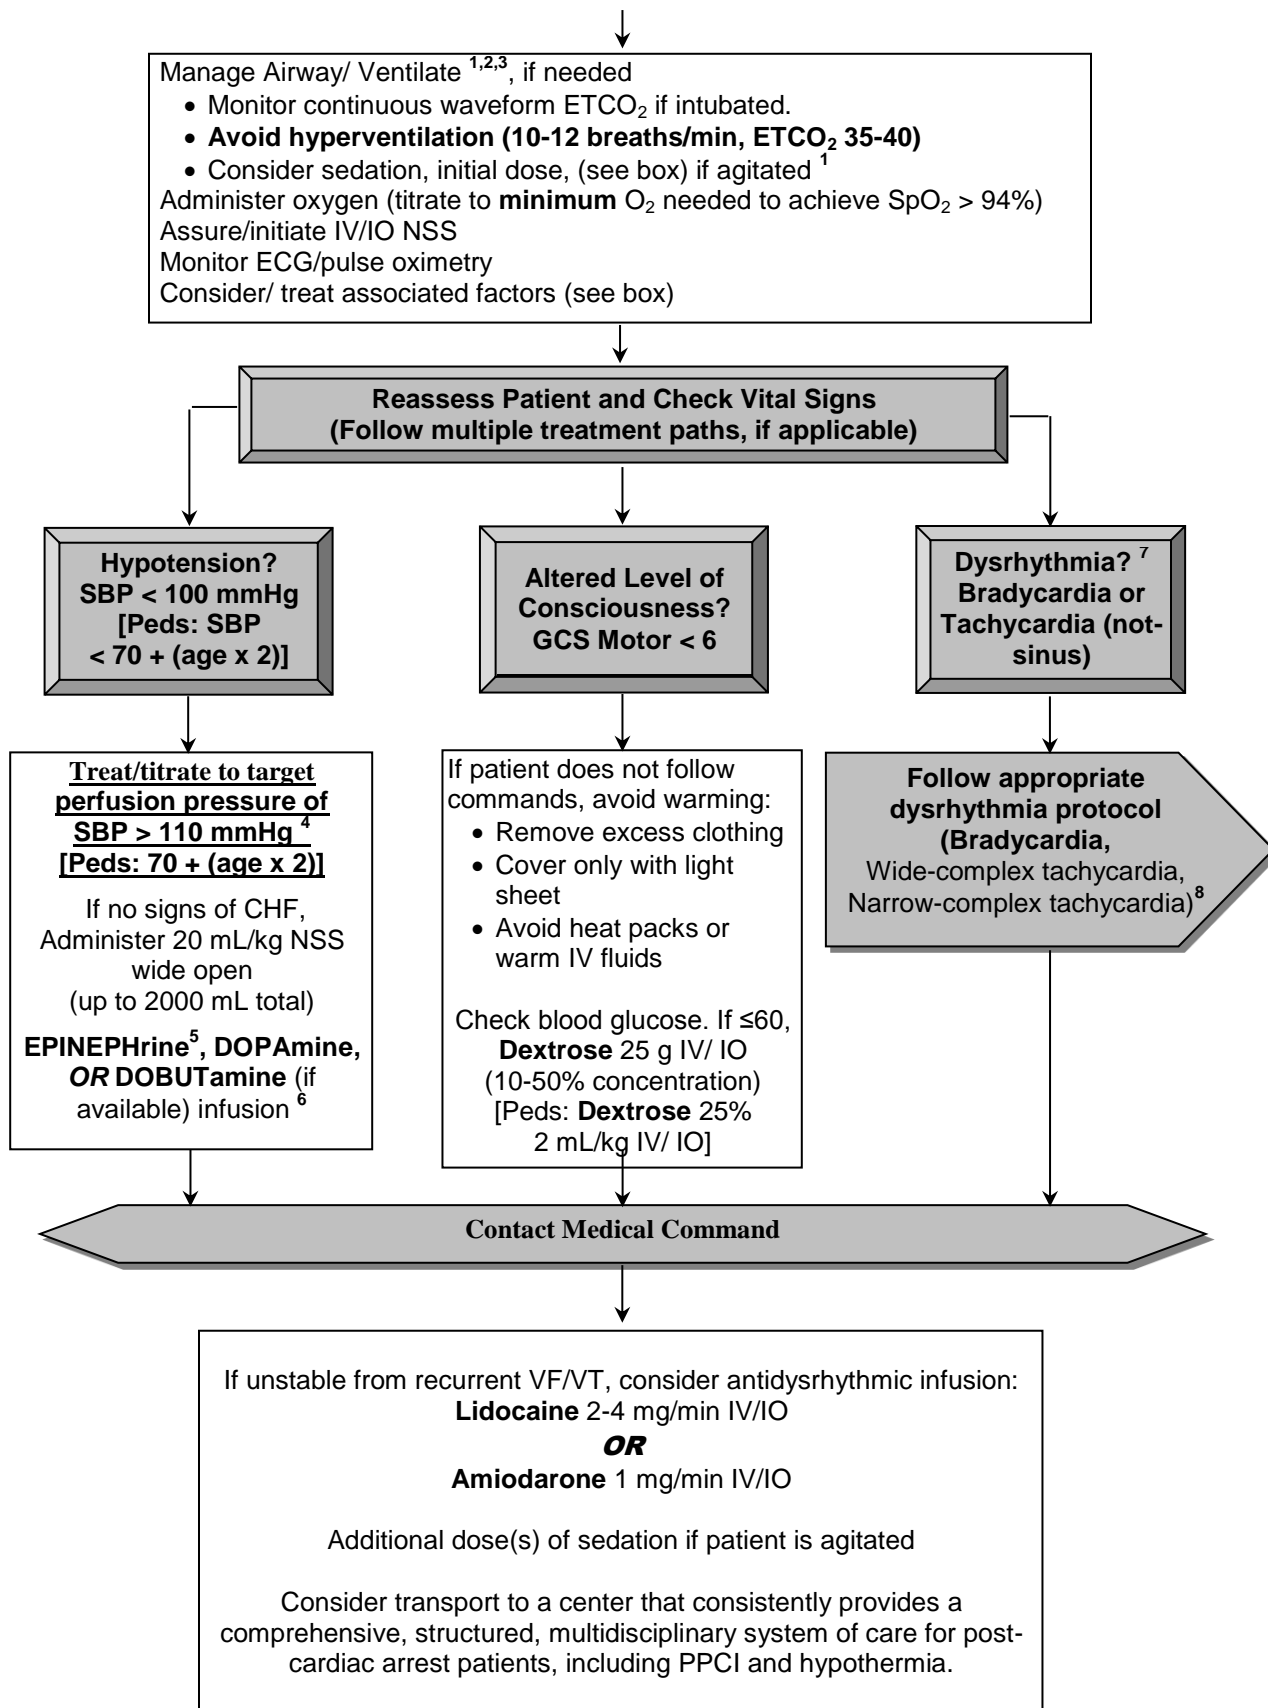 Manage Airway/ Ventilate 1,2,3, if needed
• Monitor continuous waveform ETCO2 if intubated.
• Avoid hyperventilation (10-12 breaths/min, ETCO2 35-40)
• Consider sedation, initial dose, (see box) if agitated 1
Administer oxygen (titrate to minimum O2 needed to achieve SpO2 > 94%)
Assure/initiate IV/IO NSS
Monitor ECG/pulse oximetry
Consider/ treat associated factors (see box)
Reassess Patient and Check Vital Signs
(Follow multiple treatment paths, if applicable)
Hypotension?
SBP < 100 mmHg
[Peds: SBP
< 70 + (age x 2)]
Altered Level of
Consciousness?
GCS Motor < 6
Dysrhythmia? 7
Bradycardia or
Tachycardia (not-
sinus)
Treat/titrate to target
perfusion pressure of
SBP > 110 mmHg 4
[Peds: 70 + (age x 2)]
If no signs of CHF,
Administer 20 mL/kg NSS
wide open
(up to 2000 mL total)
EPINEPHrine5, DOPAmine,
OR DOBUTamine (if
available) infusion 6
If patient does not follow
commands, avoid warming:
• Remove excess clothing
• Cover only with light
sheet
• Avoid heat packs or
warm IV fluids
Check blood glucose. If ≤60,
Dextrose 25 g IV/ IO
(10-50% concentration)
[Peds: Dextrose 25%
2 mL/kg IV/ IO]
Follow appropriate
dysrhythmia protocol
(Bradycardia,
Wide-complex tachycardia,
Narrow-complex tachycardia)8
Contact Medical Command
If unstable from recurrent VF/VT, consider antidysrhythmic infusion:
Lidocaine 2-4 mg/min IV/IO
OR
Amiodarone 1 mg/min IV/IO
Additional dose(s) of sedation if patient is agitated
Consider transport to a center that consistently provides a
comprehensive, structured, multidisciplinary system of care for post-
cardiac arrest patients, including PPCI and hypothermia.